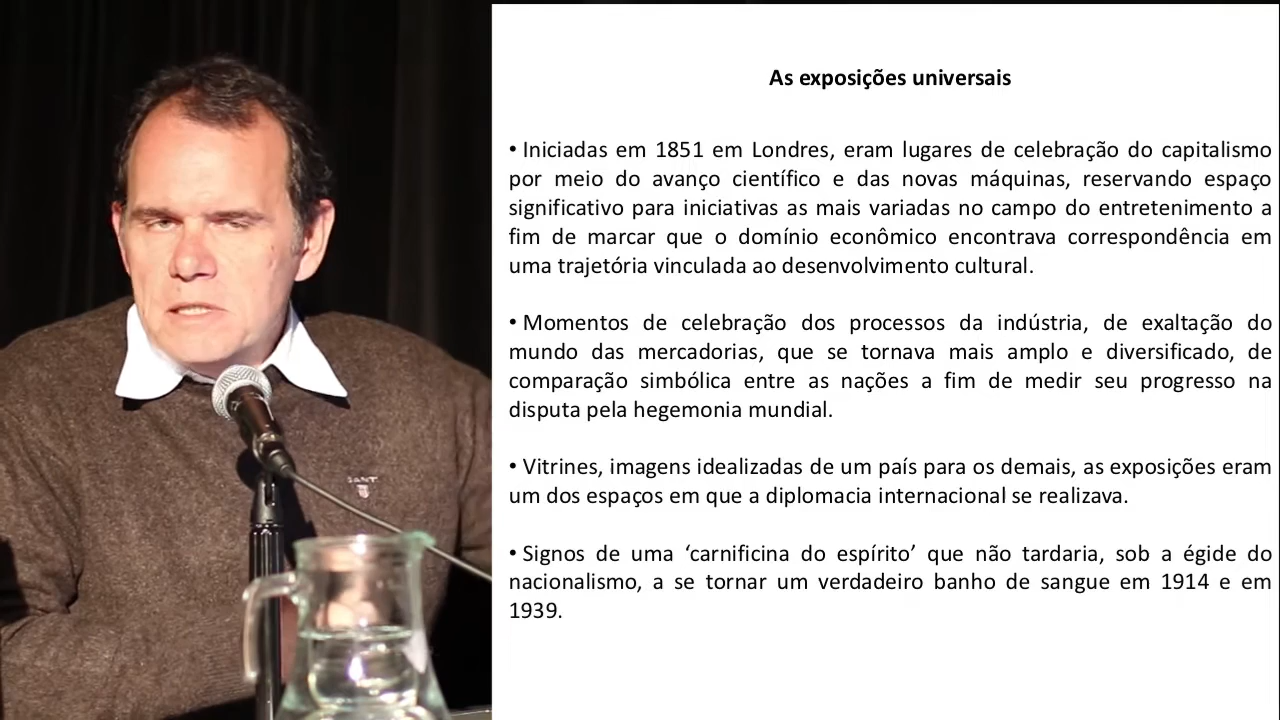 As exposições universais
• Iniciadas em 1851 em Londres, eram lugares de celebração do capitalismo
por meio do avanço científico e das novas máquinas, reservando espaço
significativo para iniciativas as mais variadas no campo do entretenimento a
fim de marcar que o domínio econômico encontrava correspondência em
uma trajetória vinculada ao desenvolvimento cultural.
• Momentos de celebração dos processos da indústria, de exaltação do
mundo das mercadorias, que se tornava mais amplo e diversificado, de
comparação simbólica entre as nações a fim de medir seu progresso na
disputa pela hegemonia mundial.
• Vitrines, imagens idealizadas de um país para os demais, as exposições eram
um dos espaços em que a diplomacia internacional se realizava.
• Signos de uma ‘carnificina do espírito’ que não tardaria, sob a égide do
nacionalismo, a se tornar um verdadeiro banho de sangue em 1914 e em
1939.